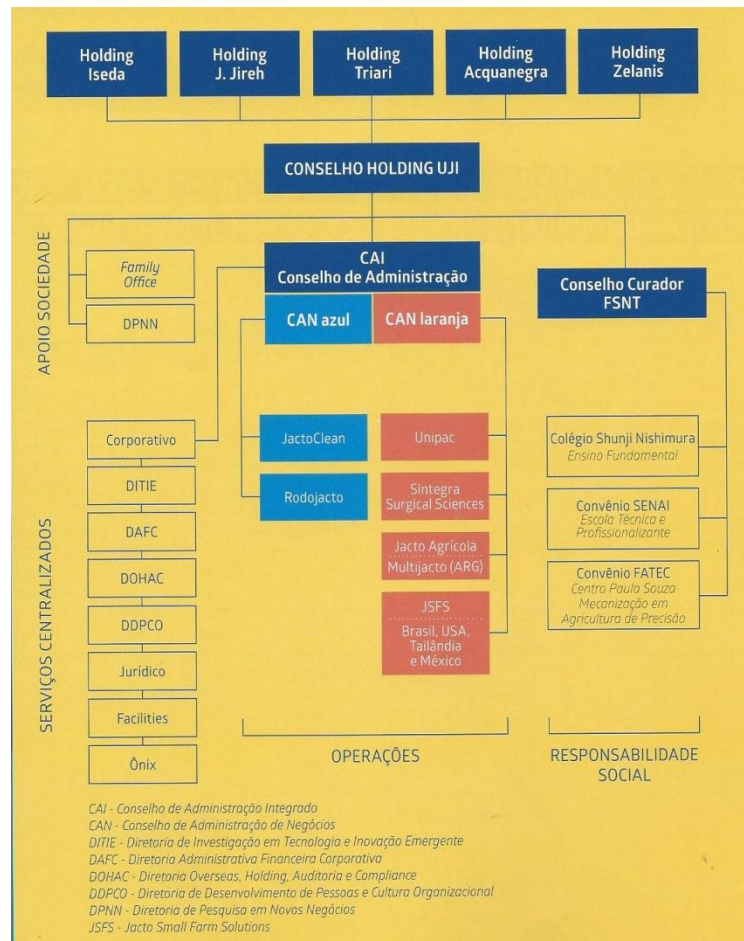 Holding
Iseda
Holding
J. Jireh
Holding
Triari
Holding
Acquanegra
Holding
Zelanis
CONSELHO HOLDING UJI
APOIO SOCIEDADE
Family
Office
DPNN
CAI
Conselho de Administração
CAN azul
CAN laranja
Conselho Curador
FSNT
SERVIÇOS CENTRALIZADOS
Corporativo
DITIE
DAFC
DOHAC
DDPCO
Jurídico
Facilities
Ônix
JactoClean
Rodojacto
Unipac
Sintegra
Surgical Sciences
Jacto Agrícola
Multijacto (ARG)
JSFS
Brasil, USA,
Tailândia
e México
OPERAÇÕES
Colégio Shunji Nishimura
Ensino Fundamental
Convênio SENAI
Escola Técnica e
Profissionalizante
Convênio FATEC
Centro Paula Souza
Mecanização em
Agricultura de Precisão
RESPONSABILIDADE
SOCIAL
CAI - Conselho de Administração Integrado
CAN - Conselho de Administração de Negócios
DITIE - Diretoria de Investigação em Tecnologia e Inovação Emergente
DAFC - Diretoria Administrativa Financeira Corporativa
DOHAC - Diretoria Overseas, Holding, Auditoria e Compliance
DDPCO - Diretoria de Desenvolvimento de Pessoas e Cultura Organizacional
DPNN - Diretoria de Pesquisa em Novos Negócios
JSFS - Jacto Small Farm Solutions